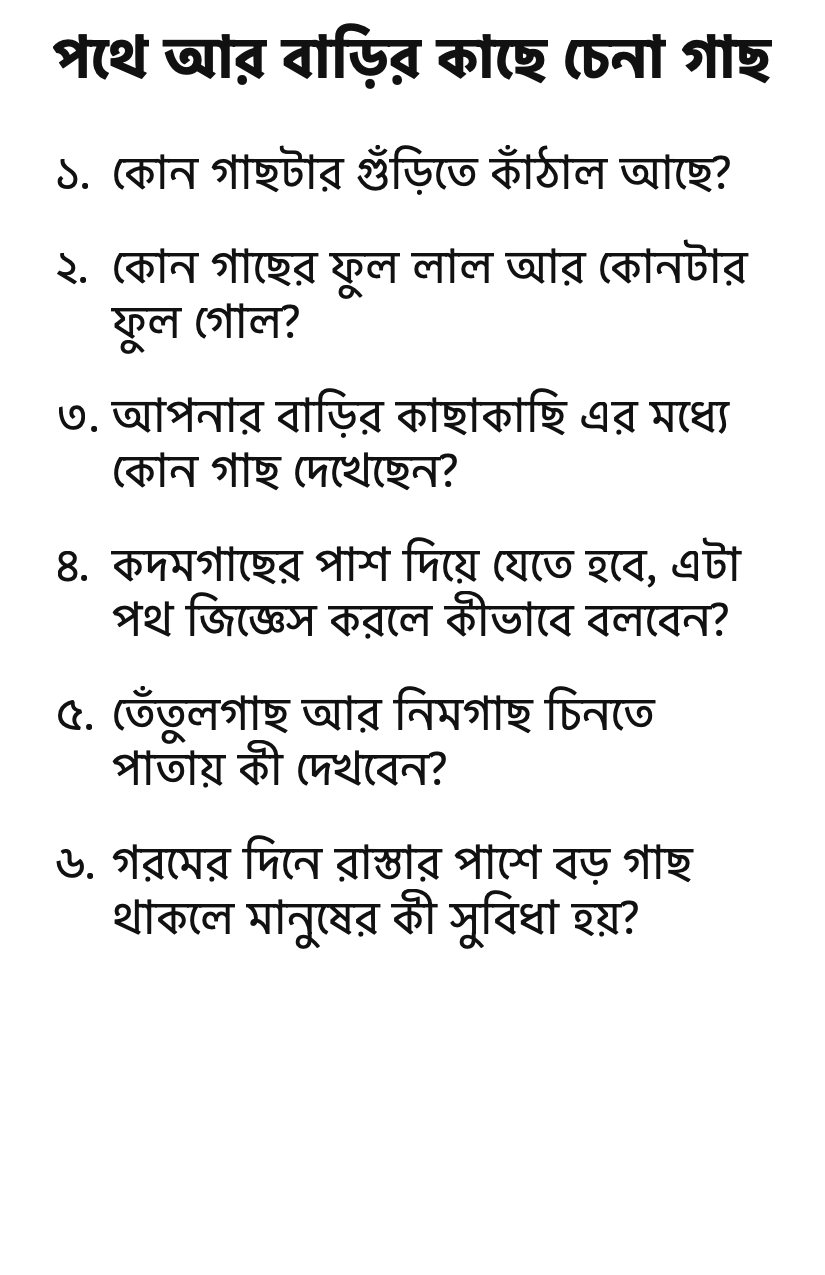 পথে আর বাড়ির কাছে চেনা গাছ
১. কোন গাছটার গুঁড়িতে কাঁঠাল আছে?
২. কোন গাছের ফুল লাল আর কোনটার
ফুল গোল?
৩. আপনার বাড়ির কাছাকাছি এর মধ্যে
কোন গাছ দেখেছেন?
৪. কদমগাছের পাশ দিয়ে যেতে হবে, এটা
পথ জিজ্ঞেস করলে কীভাবে বলবেন?
৫. তেঁতুলগাছ আর নিমগাছ চিনতে
পাতায় কী দেখবেন?
৬. গরমের দিনে রাস্তার পাশে বড় গাছ
থাকলে মানুষের কী সুবিধা হয়?